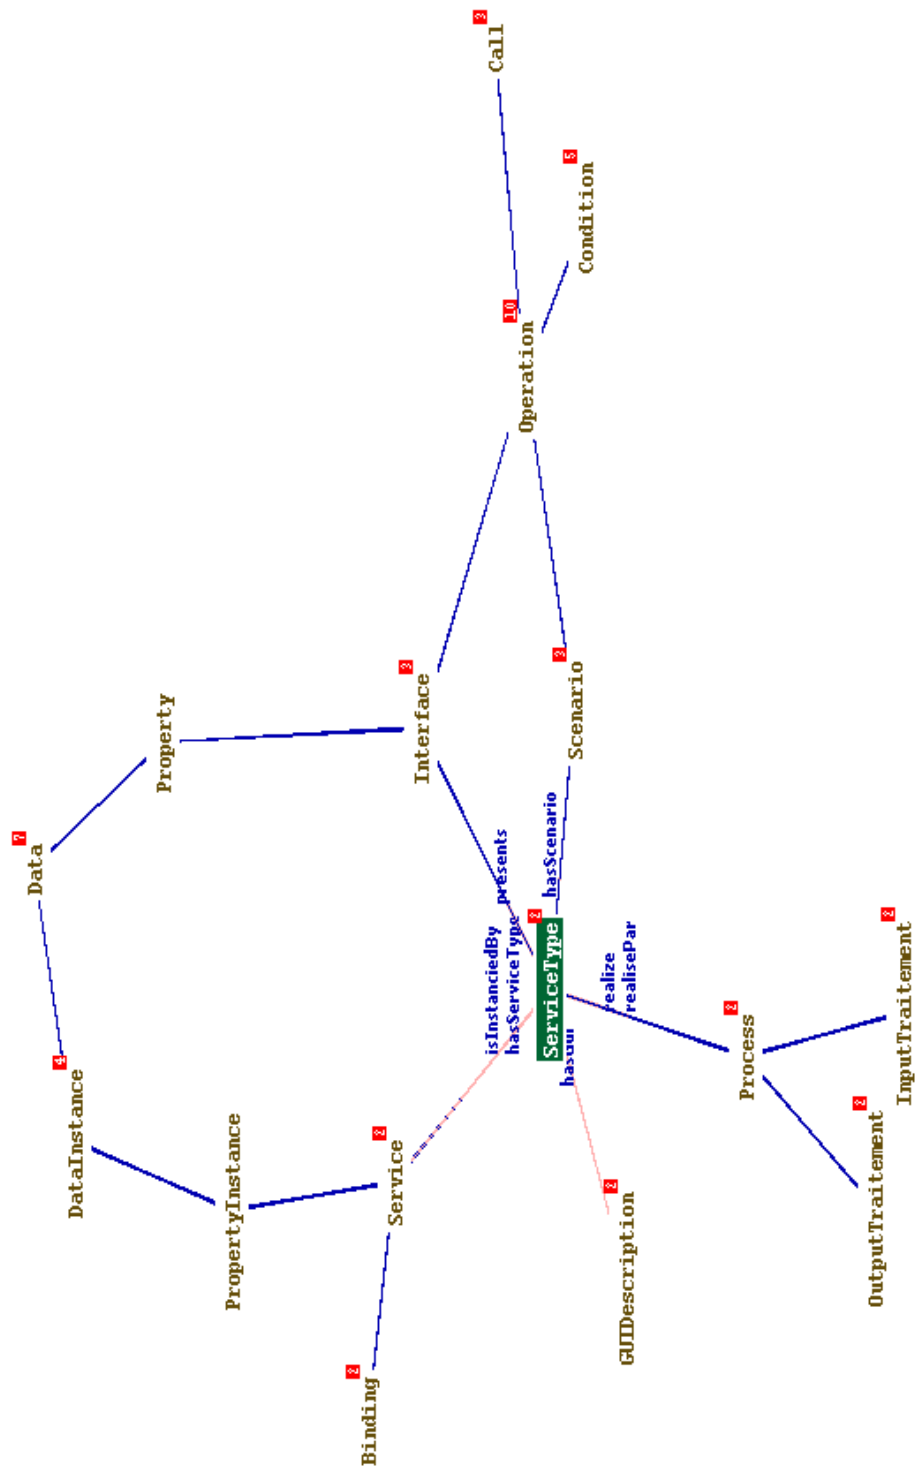 7
Data
4
DataInstance
Property
PropertyInstance
2
Binding
2
Service
3
Interface
3
Call
isInstanciedBy
presents
hasServiceType
10
Operation
2
ServiceType
hasScenario
hasGui
3
Scenario
5
Condition
realize
realisePar
2
GUIDescription
2
Process
2
OutputTraitement
2
InputTraitement